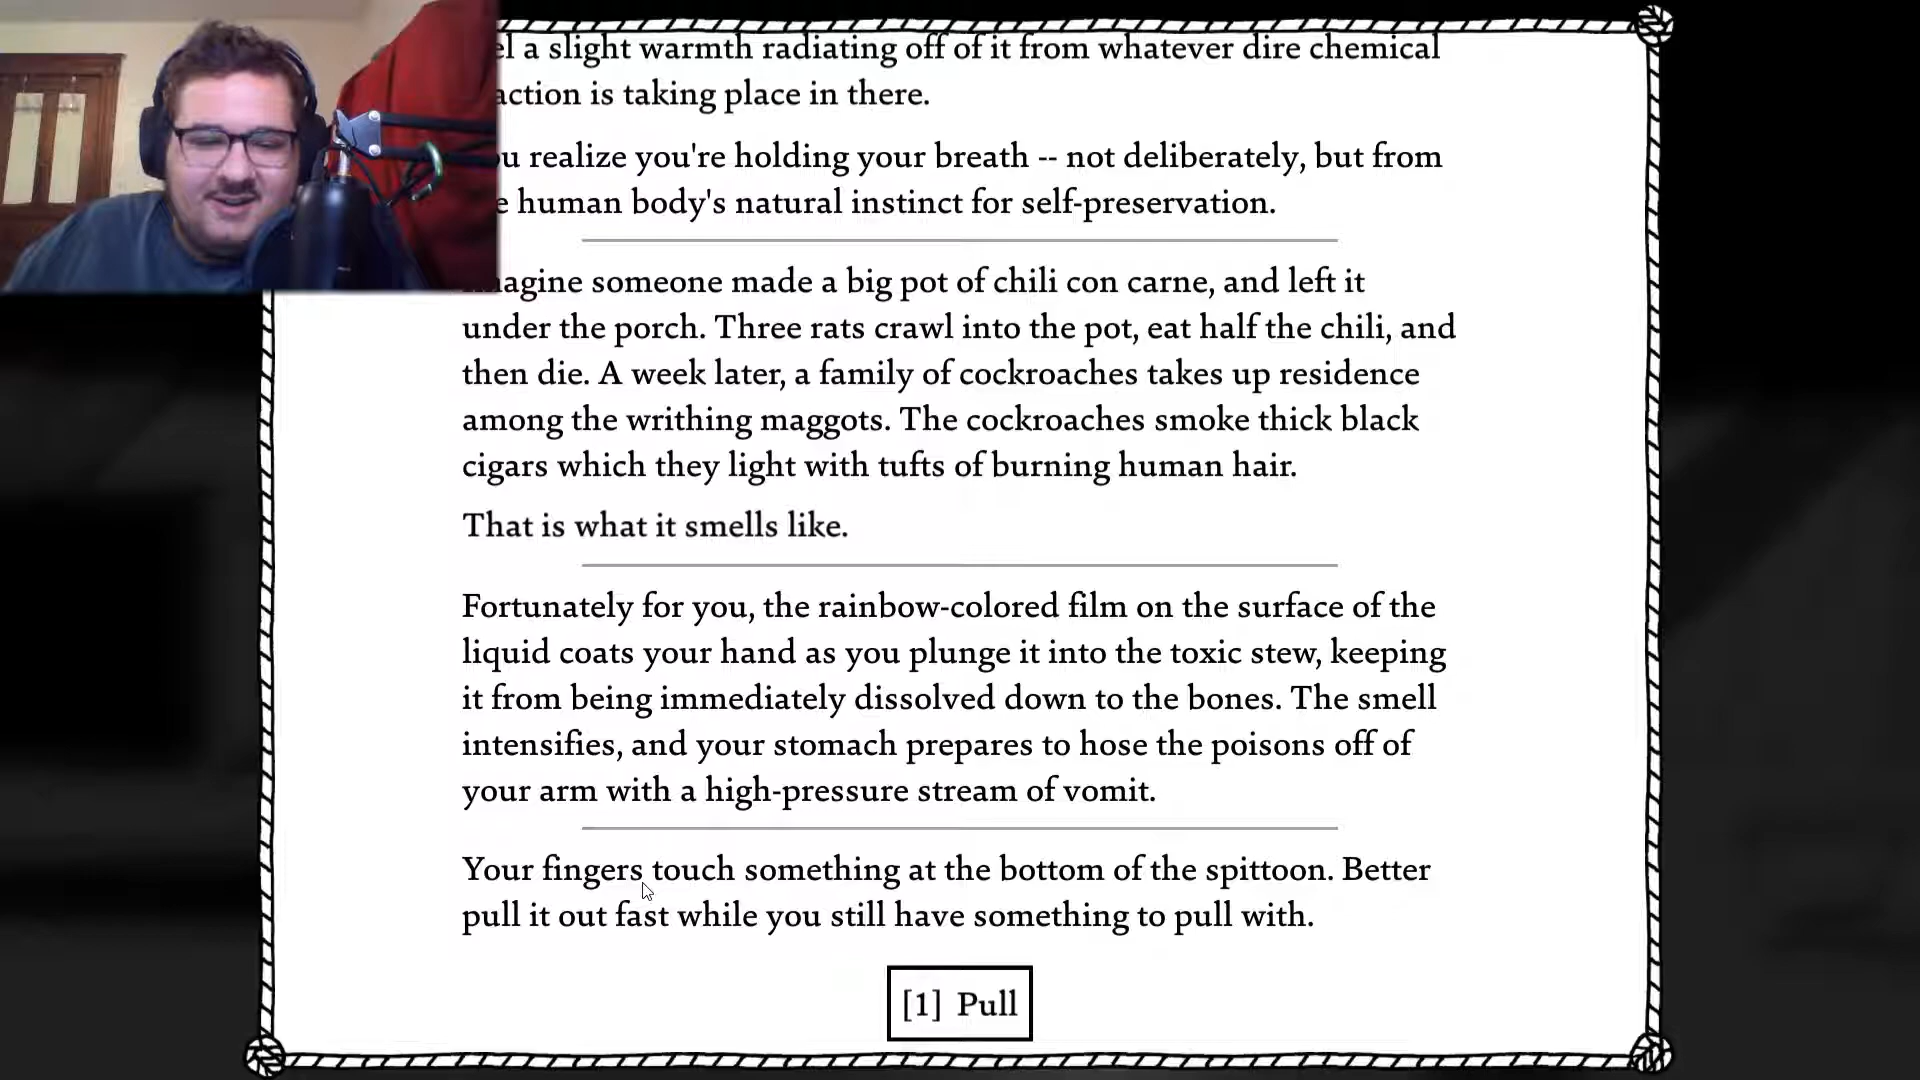 a slight warmth radiating off of it from whatever dire chemical
action is taking place in there.
realize you're holding your breath -- not deliberately, but from
human body's natural instinct for self-preservation.
agine someone made a big pot of chili con carne, and left it
under the porch. Three rats crawl into the pot, eat half the chili, and
then die. A week later, a family of cockroaches takes up residence
among the writhing maggots. The cockroaches smoke thick black
cigars which they light with tufts of burning human hair.
That is what it smells like.
Fortunately for you, the rainbow-colored film on the surface of the
liquid coats your hand as you plunge it into the toxic stew, keeping
it from being immediately dissolved down to the bones. The smell
intensifies, and your stomach prepares to hose the poisons off of
your arm with a high-pressure stream of vomit.
Your fingers touch something at the bottom of the spittoon. Better
pull it out fast while you still have something to pull with.
[1] Pull